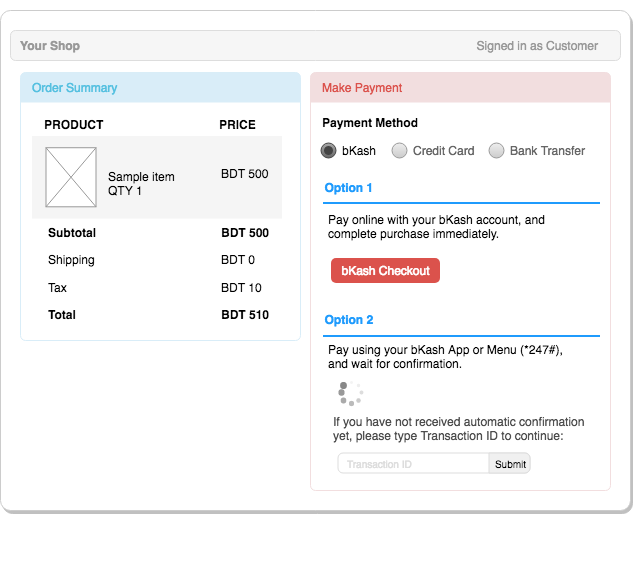 Your Shop
Signed in as Customer
Order Summary
PRODUCT PRICE
Sample item
QTY 1
BDT 500
Subtotal BDT 500
Shipping BDT 0
Tax BDT 10
Total BDT 510
Make Payment
Payment Method
bKash Credit Card Bank Transfer
Option 1
Pay online with your bKash account, and
complete purchase immediately.
bKash Checkout
Option 2
Pay using your bKash App or Menu (*247#),
and wait for confirmation.
If you have not received automatic confirmation
yet, please type Transaction ID to continue:
Transaction ID Submit